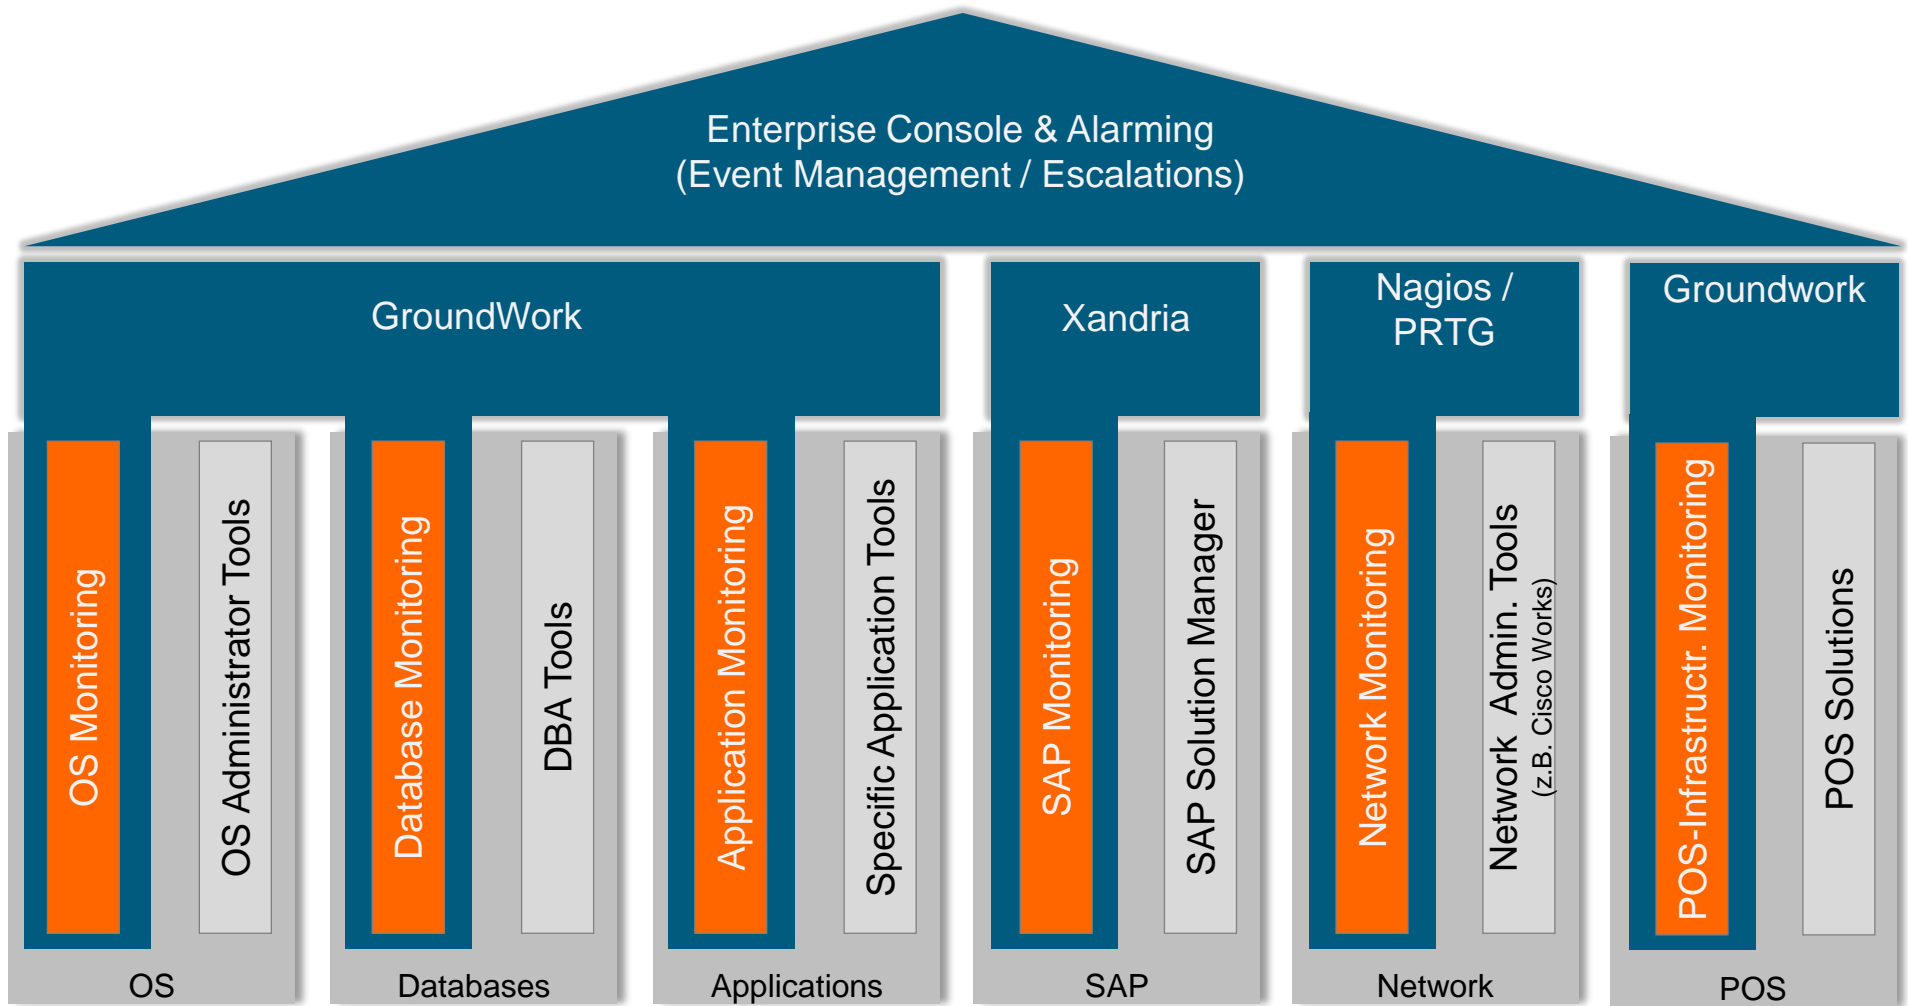 Enterprise Console & Alarming
(Event Management / Escalations)
GroundWork
Xandria
Nagios /
PRTG
Groundwork
OS Monitoring
OS Administrator Tools
Database Monitoring
DBA Tools
Application Monitoring
Specific Application Tools
SAP Monitoring
SAP Solution Manager
Network Monitoring
Network Admin. Tools
(z.B. Cisco Works)
POS-Infrastructr. Monitoring
POS Solutions
OS
Databases
Applications
SAP
Network
POS